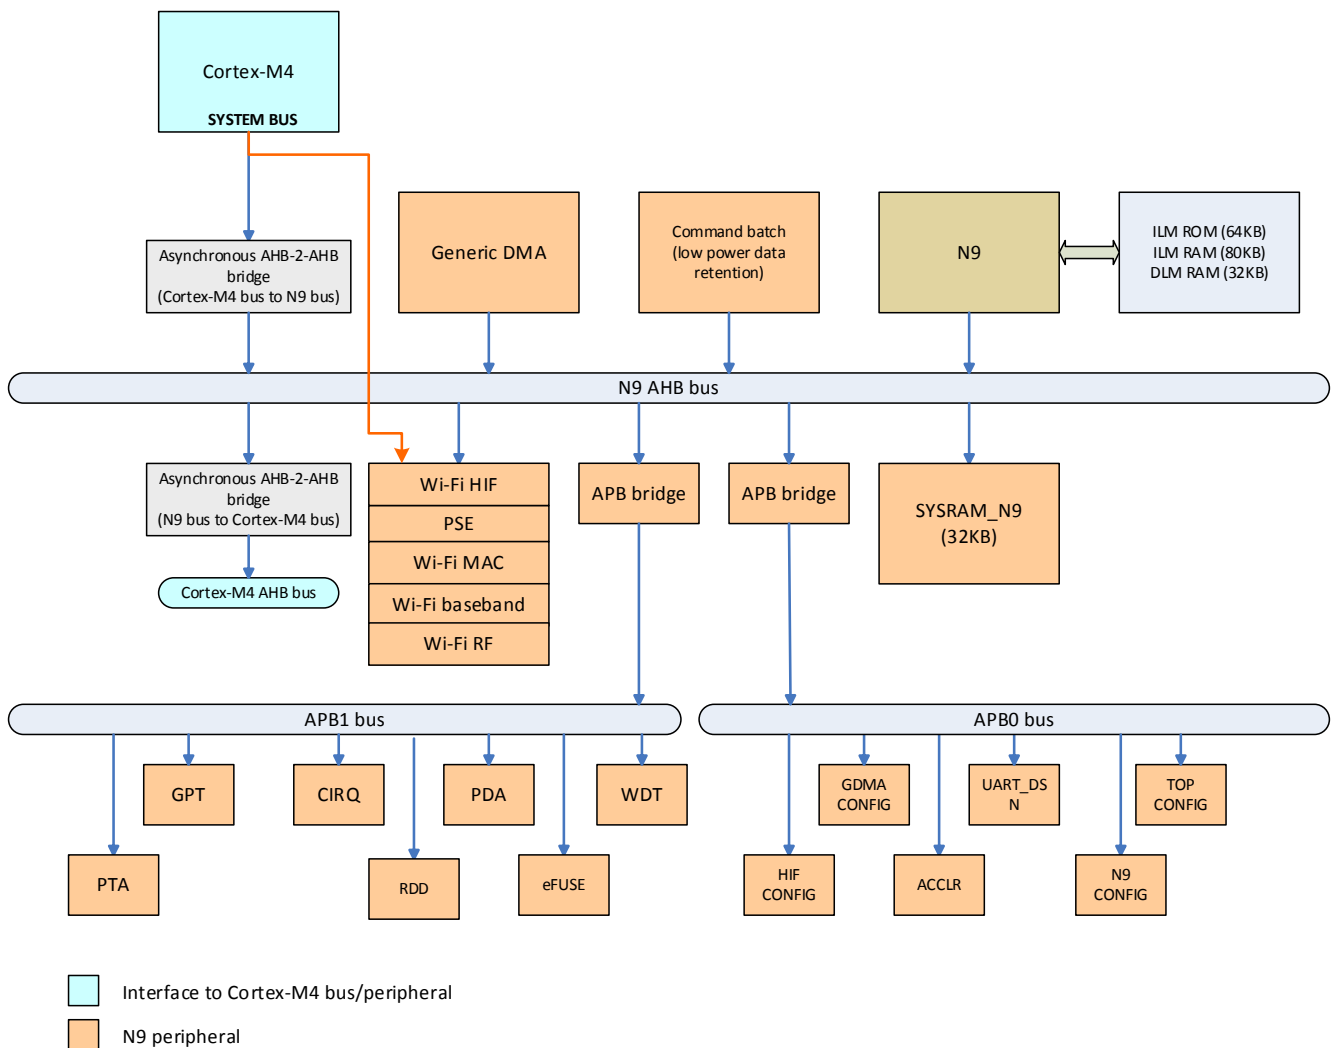 Cortex-M4
SYSTEM BUS
Asynchronous AHB-2-AHB
bridge
(Cortex-M4 bus to N9 bus)
Generic DMA
Command batch
(low power data
retention)
N9
ILM ROM (64KB)
ILM RAM (80KB)
DLM RAM (32KB)
N9 AHB bus
Asynchronous AHB-2-AHB
bridge
(N9 bus to Cortex-M4 bus)
Cortex-M4 AHB bus
Wi-Fi HIF
PSE
Wi-Fi MAC
Wi-Fi baseband
Wi-Fi RF
APB bridge
APB bridge
SYSRAM_N9
(32KB)
APB1 bus
APB0 bus
GPT
CIRQ
PDA
WDT
GDMA
CONFIG
UART_DS
N
TOP
CONFIG
PTA
RDD
eFUSE
HIF
CONFIG
ACCLR
N9
CONFIG
Interface to Cortex-M4 bus/peripheral
N9 peripheral